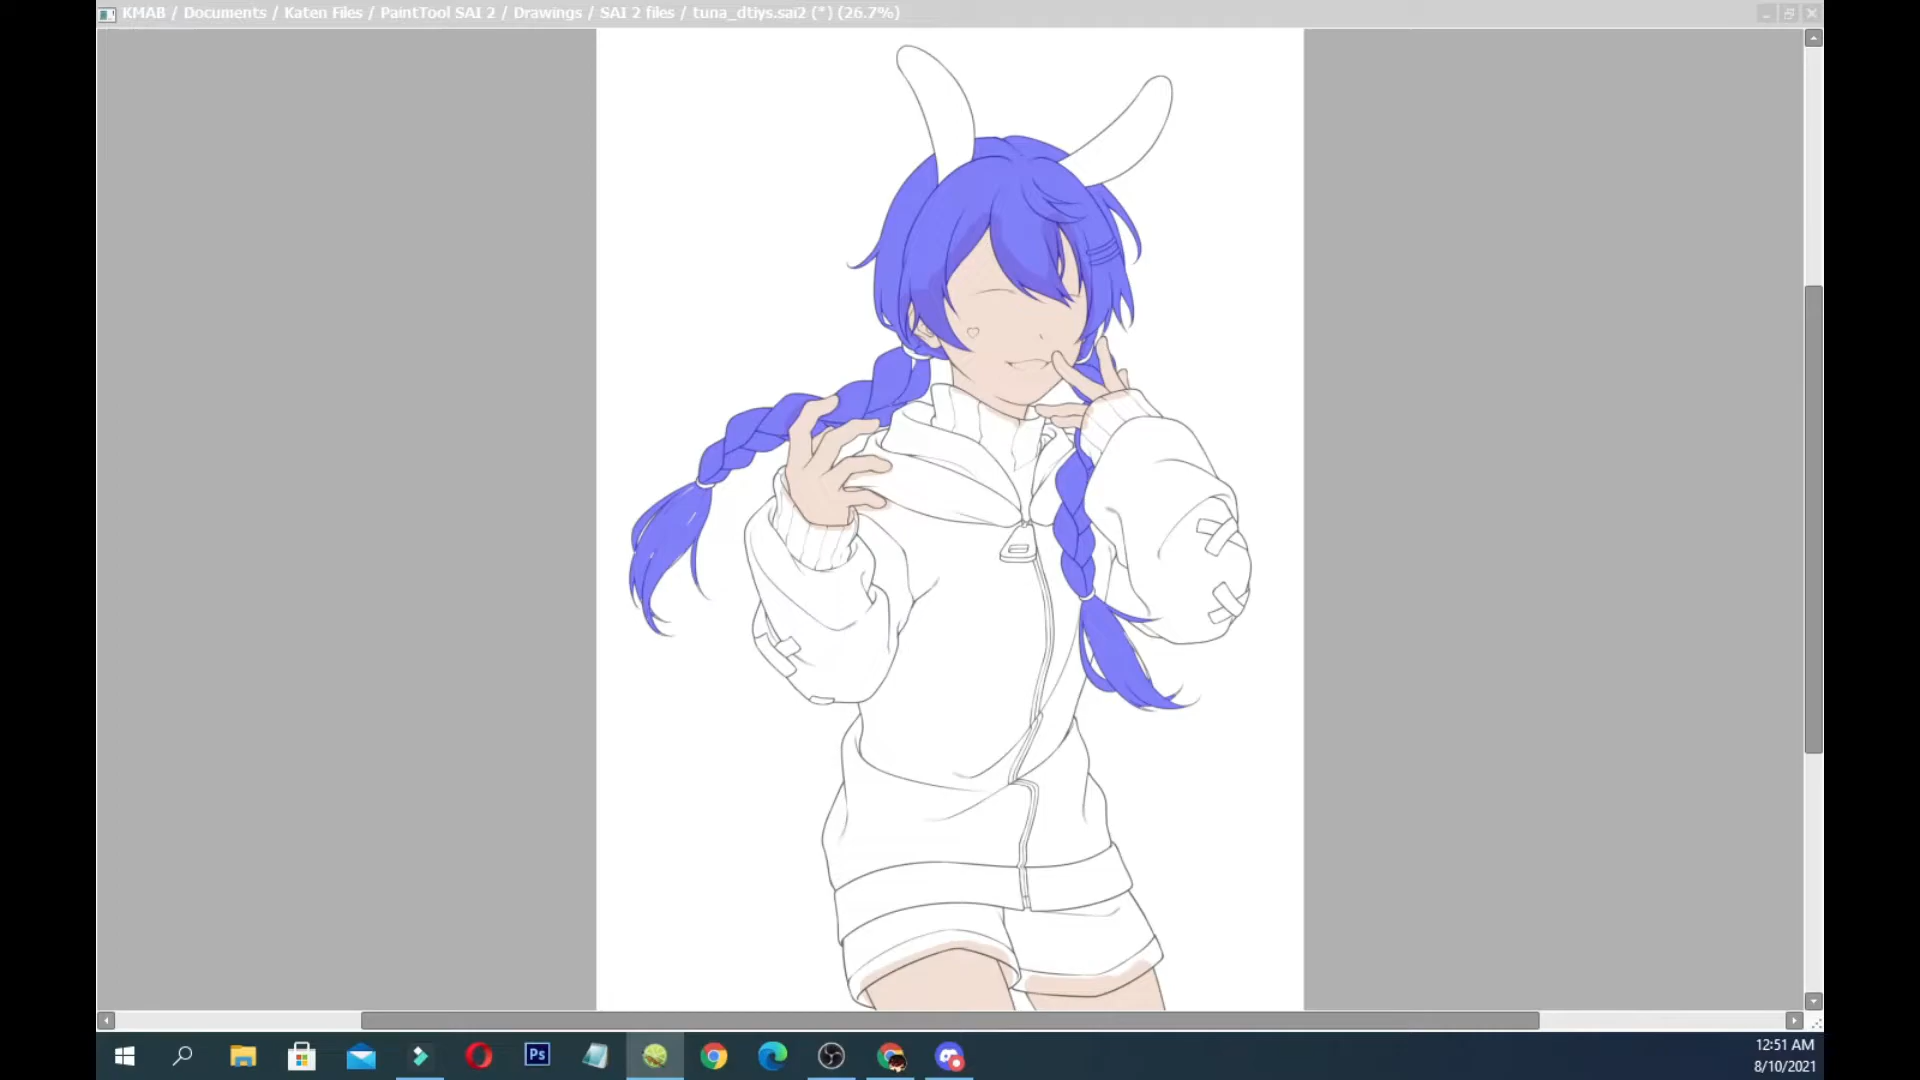 KMAB / Documents / Katen Files / PaintTool SAI 2 / Drawings / SAI 2 files / tuna_dtiys.sai2 (*) (26.7%)
Ps
12:51 AM
8/10/2021